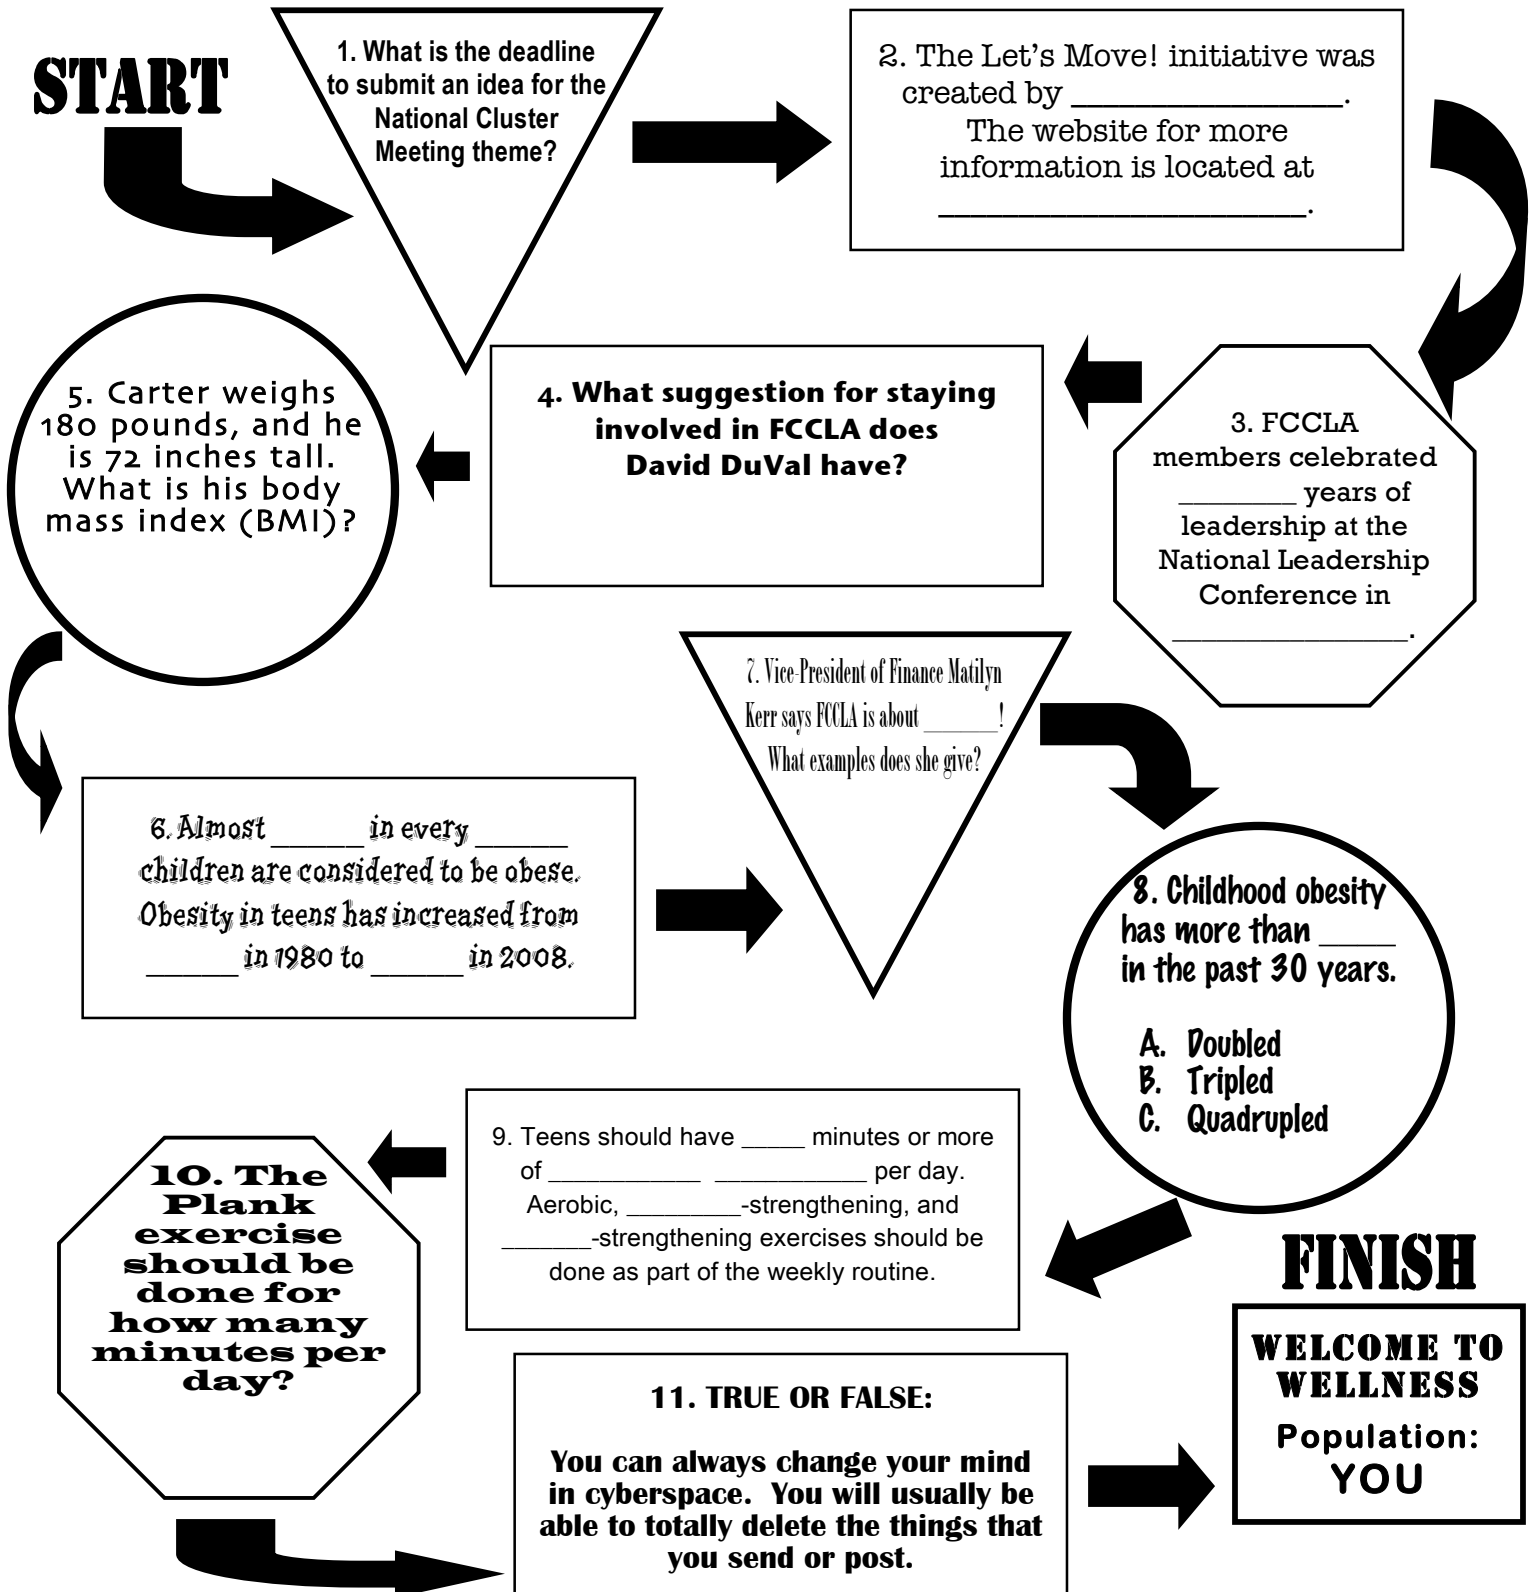 START
1. What is the deadline
to submit an idea for the
National Cluster
Meeting theme?
2. The Let's Move! initiative was
created by _________________.
The website for more
information is located at
_______________________.
3. FCCLA
members celebrated
________ years of
leadership at the
National Leadership
Conference in
________________.
4. What suggestion for staying
involved in FCCLA does
David DuVal have?
5. Carter weighs
180 pounds, and he
is 72 inches tall.
What is his body
mass index (BMI)?
6. Almost ______ in every ______
children are considered to be obese.
Obesity in teens has increased from
______ in 1980 to ______ in 2008.
7. Vice-President of Finance Matilyn
Kerr says FCCLA is about _______!
What examples does she give?
8. Childhood obesity
has more than _____
in the past 30 years.
A. Doubled
B. Tripled
C. Quadrupled
9. Teens should have _____ minutes or more
of ____________ ____________ per day.
Aerobic, _________-strengthening, and
_______-strengthening exercises should be
done as part of the weekly routine.
10. The
Plank
exercise
should be
done for
how many
minutes per
day?
11. TRUE OR FALSE:
You can always change your mind
in cyberspace. You will usually be
able to totally delete the things that
you send or post.
FINISH
WELCOME TO
WELLNESS
Population:
YOU